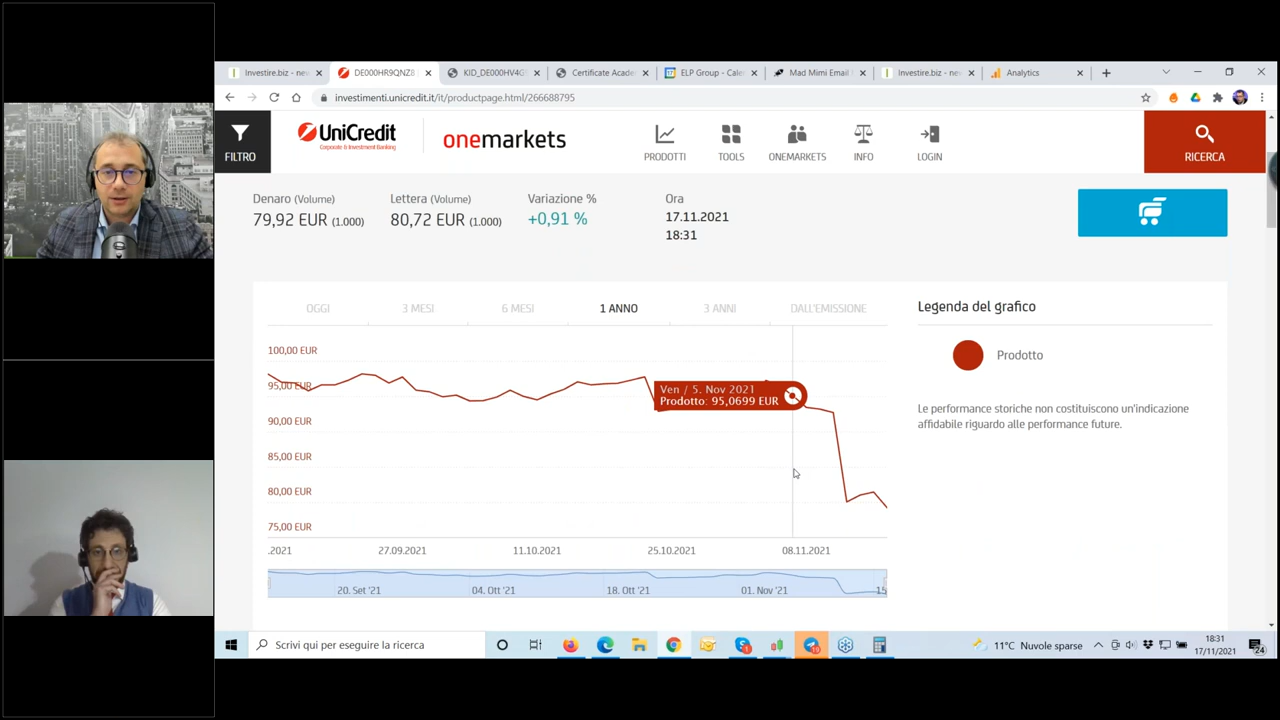 Investire.biz - ne
DE000HR9QNZ8
KID_DE000HV4G
Certificate Acade
ELP Group - Cale
Mad Mimi Email
Investire.biz - ne
Analytics
investimenti.unicredit.it/it/productpage.html/266688795
FILTRO
UniCredit
Corporate & Investment Banking
onemarkets
PRODOTTI
TOOLS
ONEMARKETS
INFO
LOGIN
RICERCA
Denaro (Volume)
79,92 EUR (1.000)
Lettera (Volume)
80,72 EUR (1.000)
Variazione %
+0,91 %
Ora
17.11.2021
18:31
OGGI
3 MESI
6 MESI
1 ANNO
3 ANNI
DALL'EMISSIONE
Legenda del grafico
Prodotto
Le performance storiche non costituiscono un'indicazione
affidabile riguardo alle performance future.
100,00 EUR
95,00 EUR
90,00 EUR
85,00 EUR
80,00 EUR
75,00 EUR
Ven / 5. Nov 2021
Prodotto: 95,0699 EUR
.2021
27.09.2021
11.10.2021
25.10.2021
08.11.2021
20. Set '21
04. Ott '21
18. Ott '21
01. Nov '21
15
Scrivi qui per eseguire la ricerca
1
19
11°C Nuvole sparse
18:31
17/11/2021
24